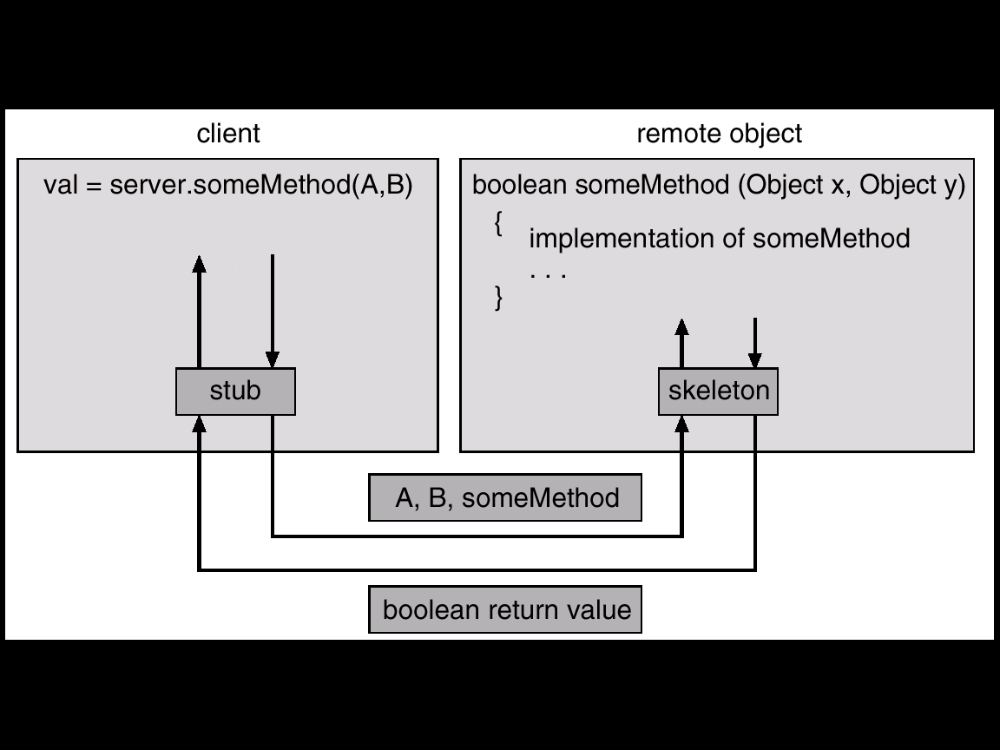 client
remote object
val = server.someMethod(A,B)
boolean someMethod (Object x, Object y)
{
implementation of someMethod
. . .
}
stub
skeleton
A, B, someMethod
boolean return value